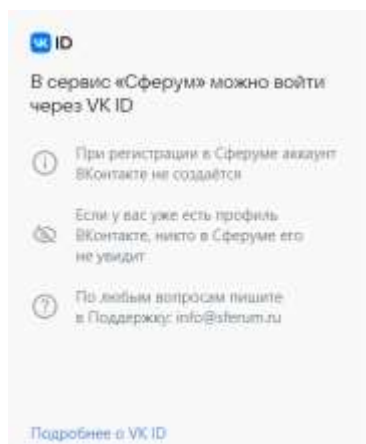 VK ID
В сервис «Сферум» можно войти
через VK ID
При регистрации в Сферуме аккаунт
ВКонтакте не создаётся
Если у вас уже есть профиль
ВКонтакте, никто в Сферуме его
не увидит
По любым вопросам пишите
в Поддержку: info@sferum.ru
Подробнее о VK ID